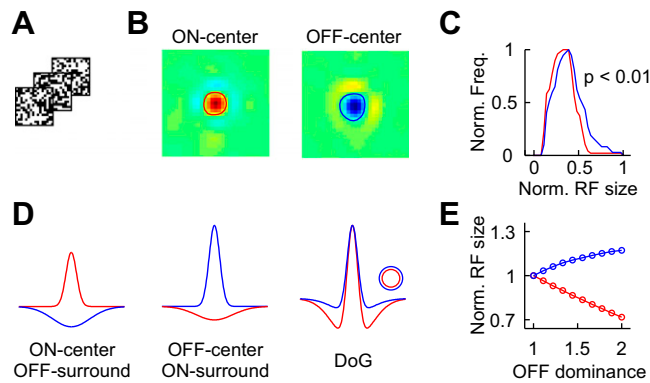 A
B
ON-center
OFF-center
C
Norm. Freq.
1
0.5
0
p < 0.01
0
0.5
1
Norm. RF size
D
ON-center
OFF-surround
OFF-center
ON-surround
DoG
E
Norm. RF size
1.3
1
0.7
1
1.5
2
OFF dominance